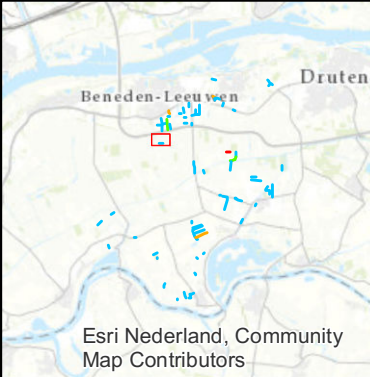 Druten
Beneden-Leeuwen
Esri Nederland, Community
Map Contributors